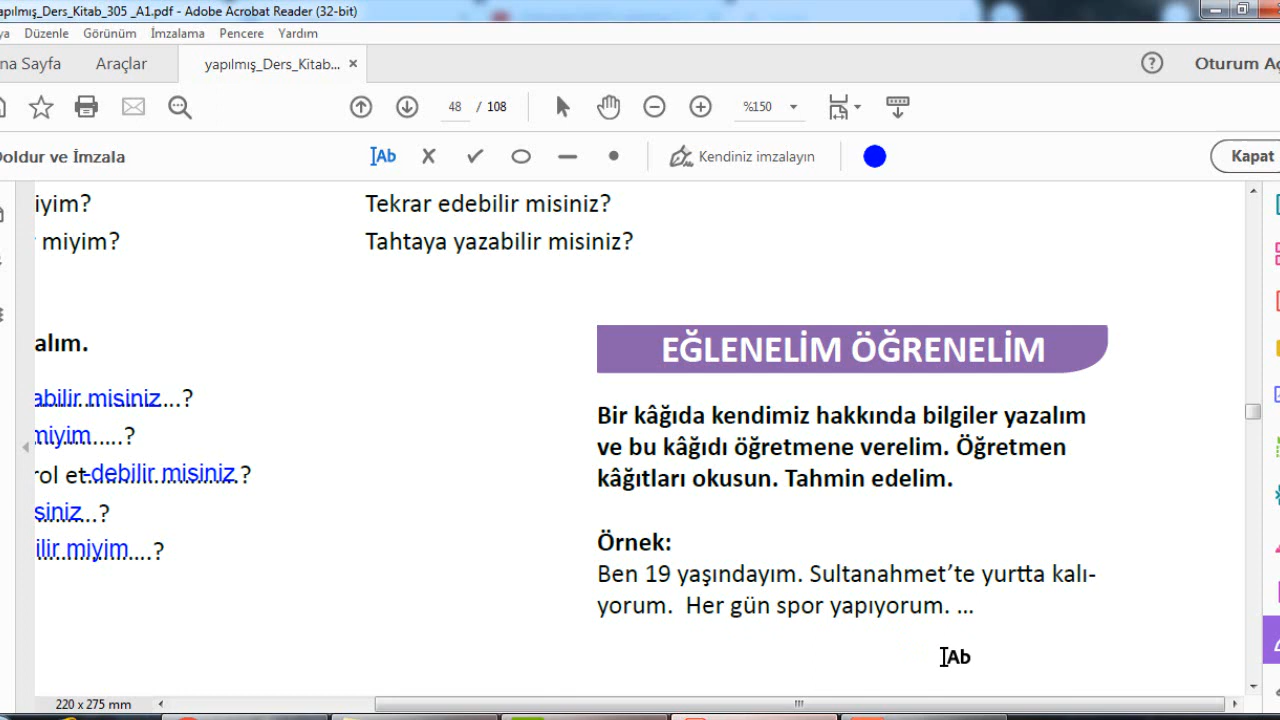 apılmış_Ders_Kitab_305 _A1.pdf - Adobe Acrobat Reader (32-bit)
ya Düzenle Görünüm İmzalama Pencere Yardım
na Sayfa Araçlar yapılmış_Ders_Kitab... × ? Oturum Aç
48 / 108 %150
Doldur ve İmzala Ab Kendiniz imzalayın Kapat
iyim? Tekrar edebilir misiniz?
miyim? Tahtaya yazabilir misiniz?
alım.
EĞLENELİM ÖĞRENELİM
abilir misiniz...?
miyim.....?
rol et-debilir misiniz.?
siniz...?
ilir miyim....?
Bir kâğıda kendimiz hakkında bilgiler yazalım
ve bu kâğıdı öğretmene verelim. Öğretmen
kâğıtları okusun. Tahmin edelim.
Örnek:
Ben 19 yaşındayım. Sultanahmet’te yurtta kalı-
yorum. Her gün spor yapıyorum. ...
Ab
220 x 275 mm